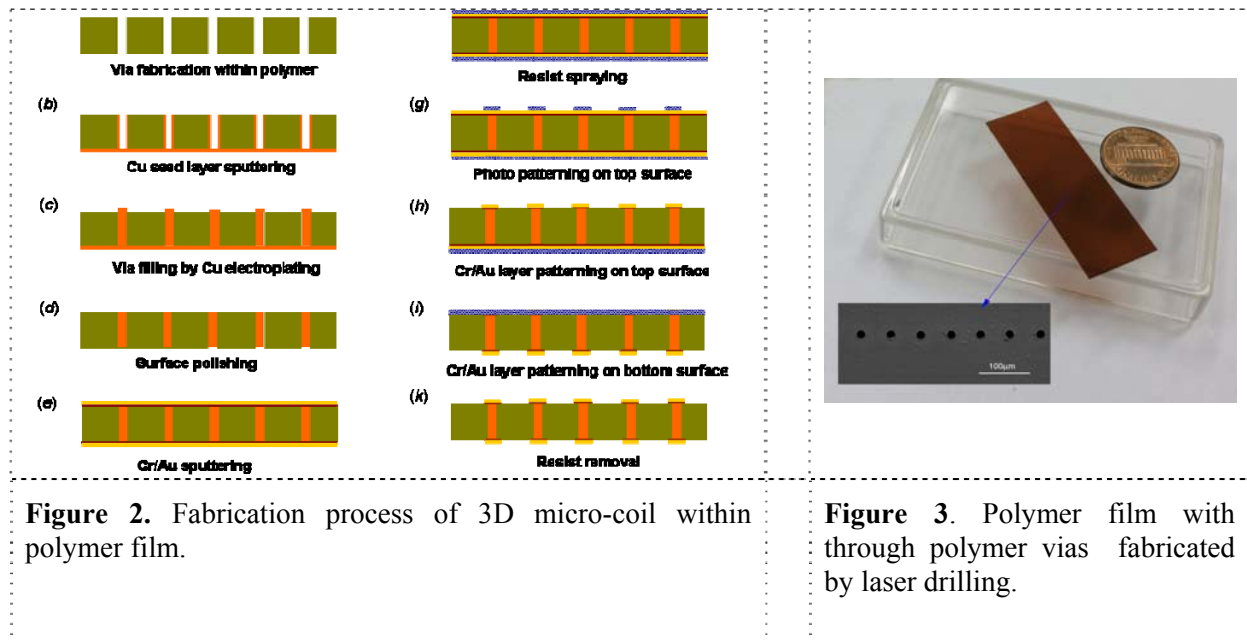 Via fabrication within polymer
(b)
Cu seed layer sputtering
(c)
Via filling by Cu electroplating
(d)
Surface polishing
(e)
Cr/Au sputtering
Resist spraying
(g)
Photo patterning on top surface
(h)
Cr/Au layer patterning on top surface
(i)
Cr/Au layer patterning on bottom surface
(k)
Resist removal
100μm
Figure 2. Fabrication process of 3D micro-coil within
polymer film.
Figure 3. Polymer film with
through polymer vias fabricated
by laser drilling.